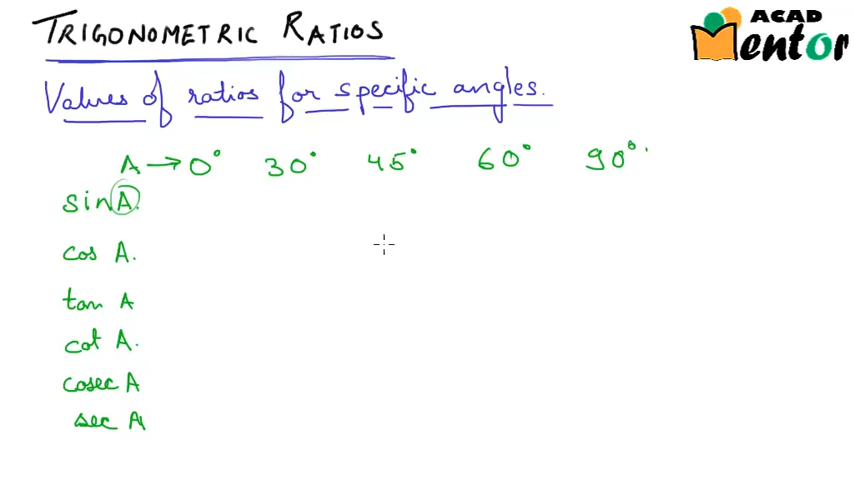 TRIGONOMETRIC RATIOS
ACAD
mentor
Values of ratios for specific angles.
A → 0° 30° 45° 60° 90°.
sin A.
cos A.
tan A
cot A.
cosec A
sec A